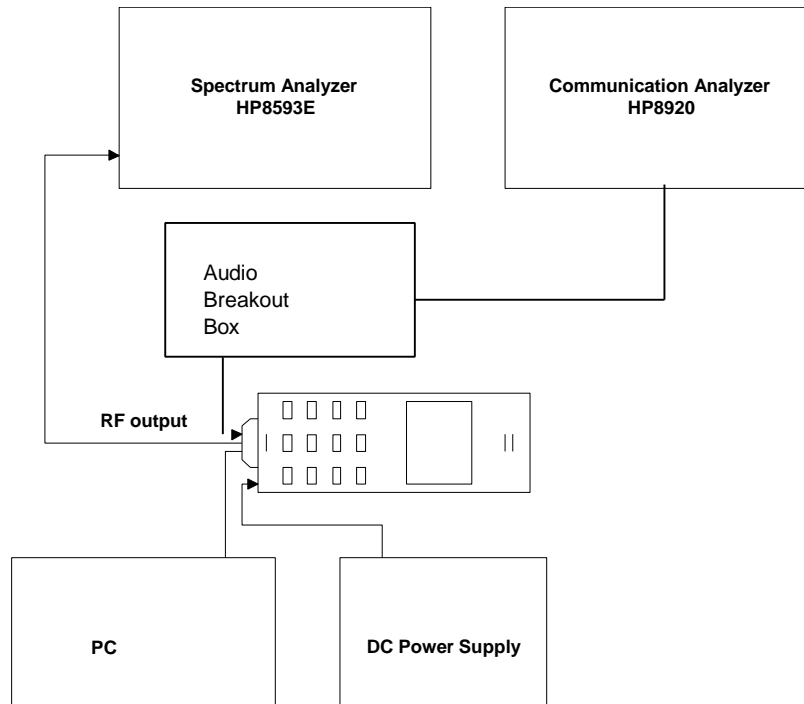 Spectrum Analyzer
HP8593E
Communication Analyzer
HP8920
Audio
Breakout
Box
RF output
PC
DC Power Supply